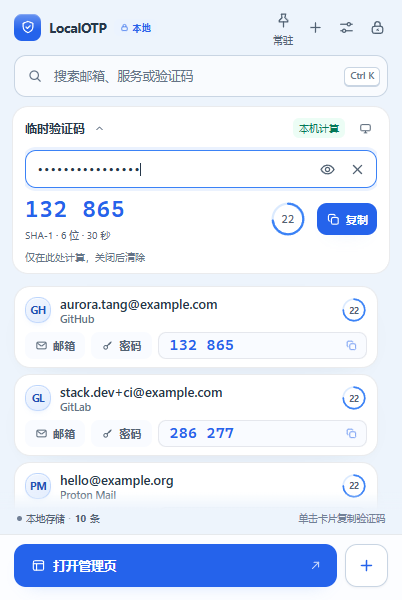 LocalOTP 本地 常驻
搜索邮箱、服务或验证码 Ctrl K
临时验证码 本机计算
••••••••••••••••
132 865 22 复制
SHA-1 · 6 位 · 30 秒
仅在此处计算，关闭后清除
GH aurora.tang@example.com 22
GitHub
邮箱 密码 132 865
GL stack.dev+ci@example.com 22
GitLab
邮箱 密码 286 277
PM hello@example.org 22
Proton Mail
本地存储 · 10 条 单击卡片复制验证码
打开管理页